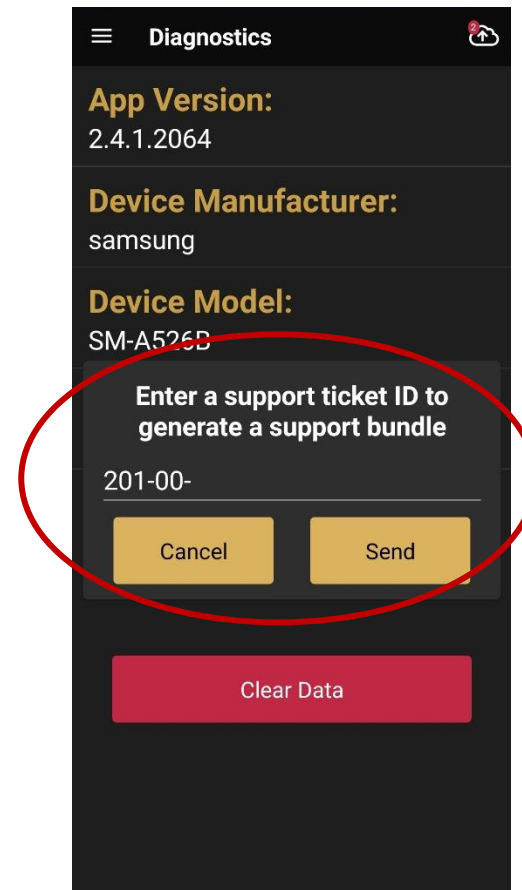 Diagnostics
2
App Version:
2.4.1.2064
Device Manufacturer:
samsung
Device Model:
SM-A526B
Enter a support ticket ID to
generate a support bundle
201-00-
Cancel Send
Clear Data